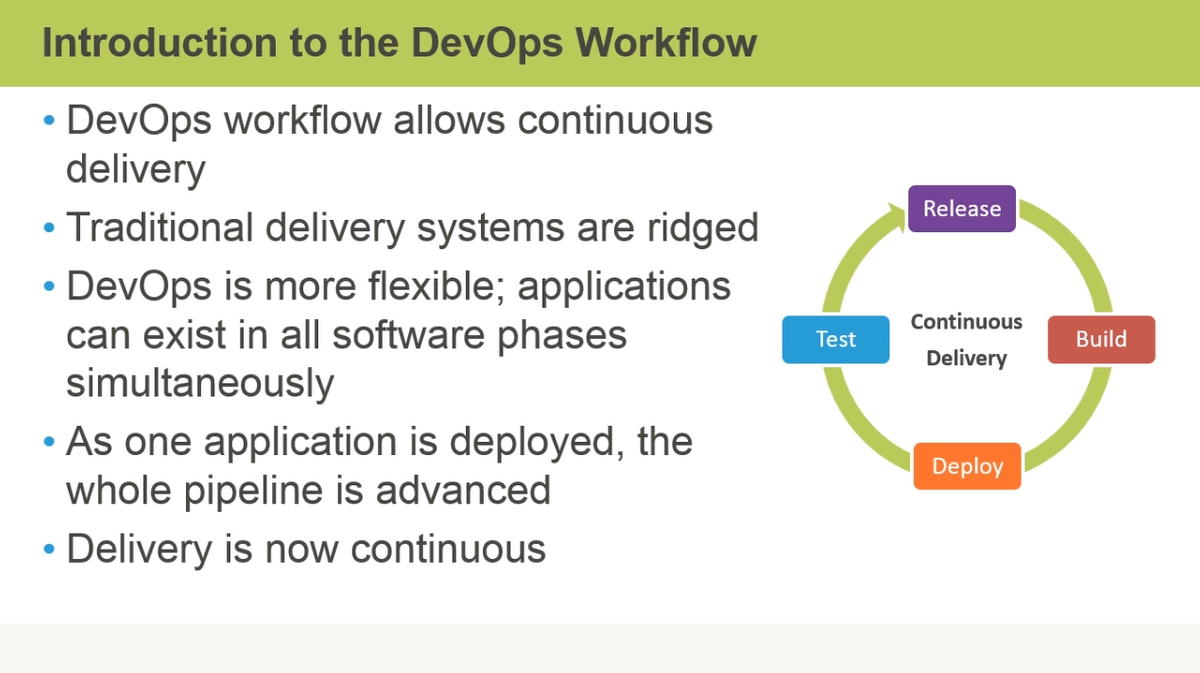 Introduction to the DevOps Workflow
• DevOps workflow allows continuous
delivery
• Traditional delivery systems are ridged
• DevOps is more flexible; applications
can exist in all software phases
simultaneously
• As one application is deployed, the
whole pipeline is advanced
• Delivery is now continuous
Release
Test
Continuous
Delivery
Build
Deploy